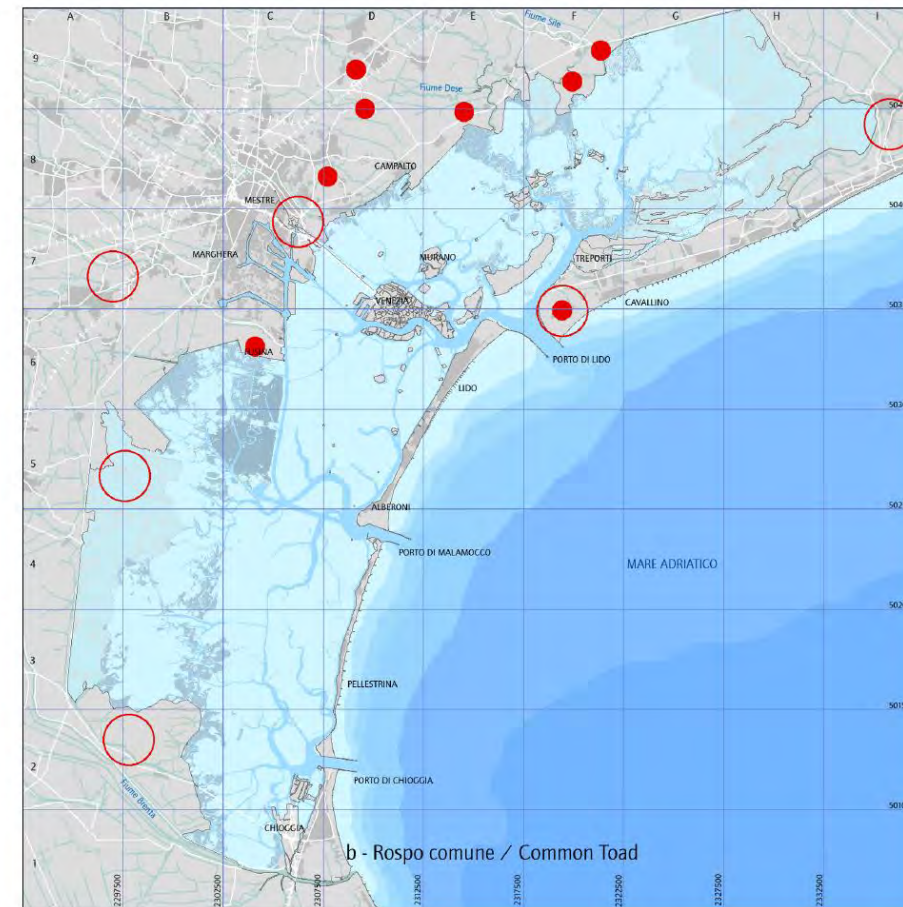 A B C D E F G H I
Fiume Sile
9
Fiume Dese
8
CAMPALTO
MESTRE
MARGHERA
7
MURANO
TREPORTI
VENEZIA
CAVALLINO
6
PORTO DI LIDO
LIDO
5
ALBERONI
PORTO DI MALAMOCCO
4
MARE ADRIATICO
3
PELLESTRINA
5015
2
PORTO DI CHIOGGIA
Fiume Brenta
5010
CHIOGGIA
b - Rospo comune / Common Toad
1
2297500
2302500
2307500
2312500
2317500
2322500
2327500
2332500